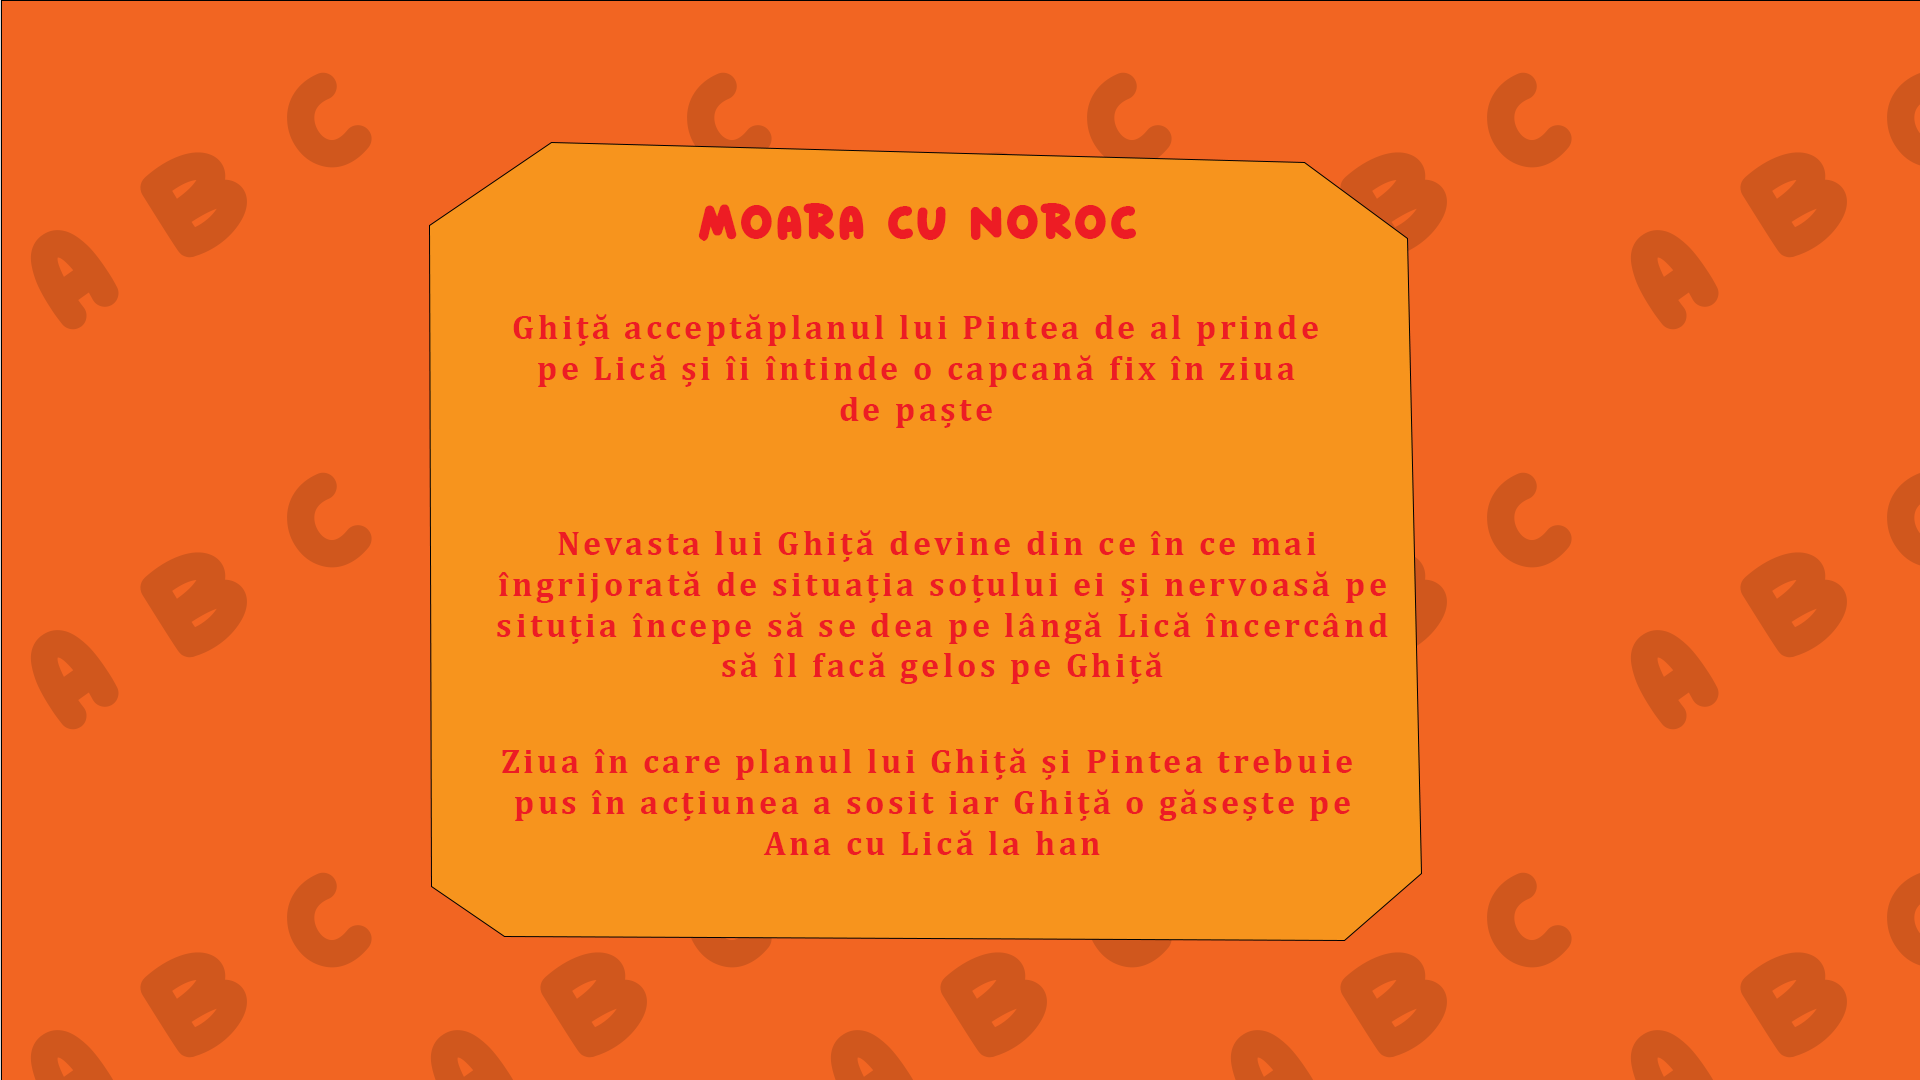 MOARA CU NOROC
Ghiță acceptăplanul lui Pintea de al prinde
pe Lică și îi întinde o capcană fix în ziua
de paște
Nevasta lui Ghiță devine din ce în ce mai
îngrijorată de situația soțului ei și nervoasă pe
situția începe să se dea pe lângă Lică încercând
să îl facă gelos pe Ghiță
Ziua în care planul lui Ghiță și Pintea trebuie
pus în acțiunea a sosit iar Ghiță o găsește pe
Ana cu Lică la han